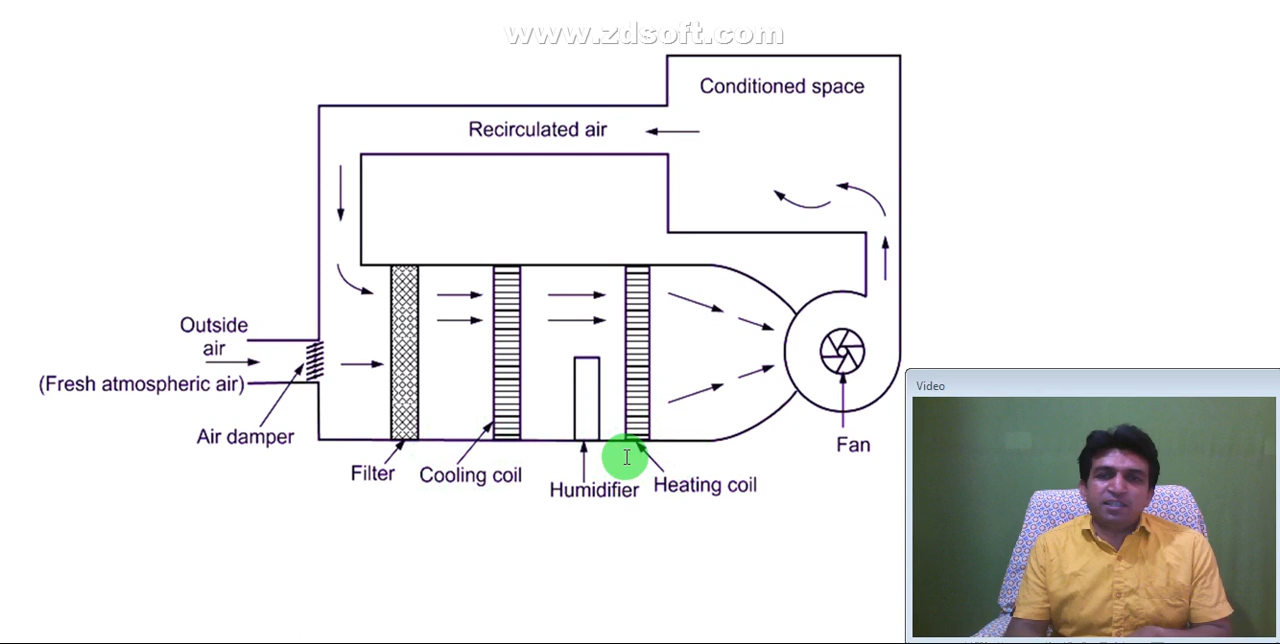 www.zdsoft.com
Conditioned space
Recirculated air
Outside
air
(Fresh atmospheric air)
Air damper
Filter
Cooling coil
Humidifier
Heating coil
Fan
Video